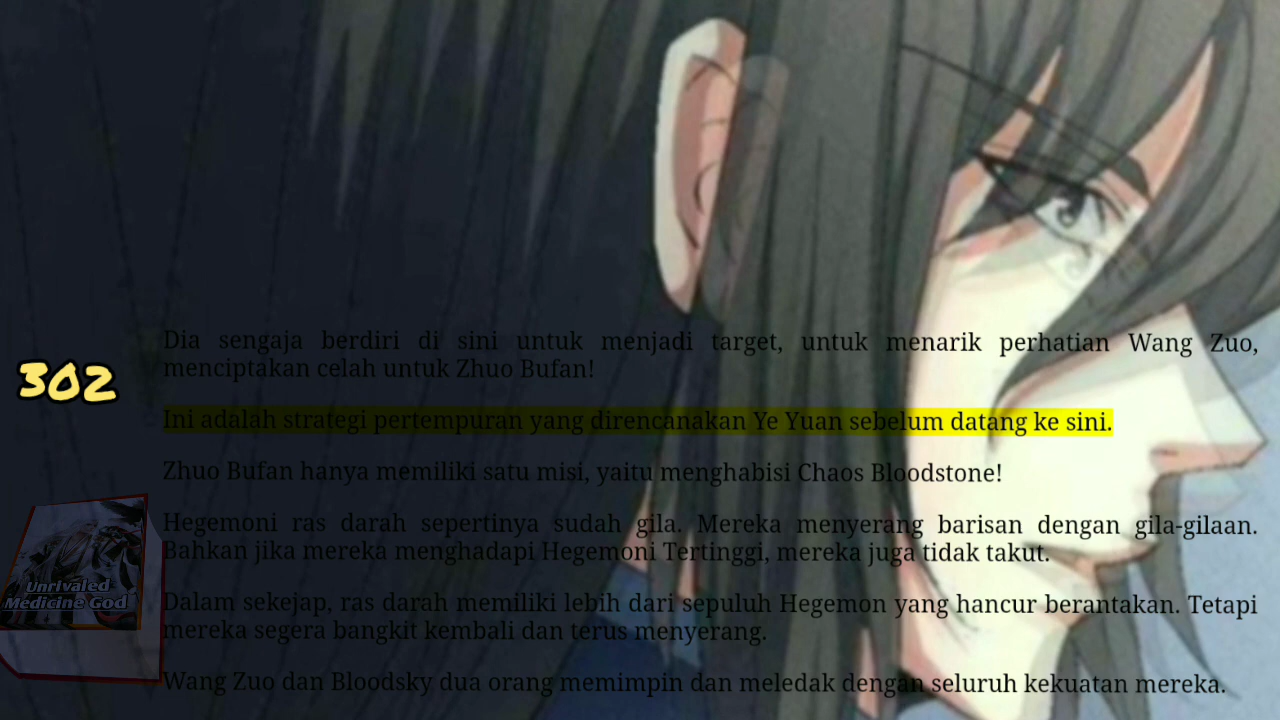 Dia sengaja berdiri di sini untuk menjadi target, untuk menarik perhatian Wang Zuo,
menciptakan celah untuk Zhuo Bufan!
302
Ini adalah strategi pertempuran yang direncanakan Ye Yuan sebelum datang ke sini.
Zhuo Bufan hanya memiliki satu misi, yaitu menghabisi Chaos Bloodstone!
Hegemoni ras darah sepertinya sudah gila. Mereka menyerang barisan dengan gila-gilaan.
Bahkan jika mereka menghadapi Hegemoni Tertinggi, mereka juga tidak takut.
Unrivaled
Medicine God
Dalam sekejap, ras darah memiliki lebih dari sepuluh Hegemon yang hancur berantakan. Tetapi
mereka segera bangkit kembali dan terus menyerang.
Wang Zuo dan Bloodsky dua orang memimpin dan meledak dengan seluruh kekuatan mereka.